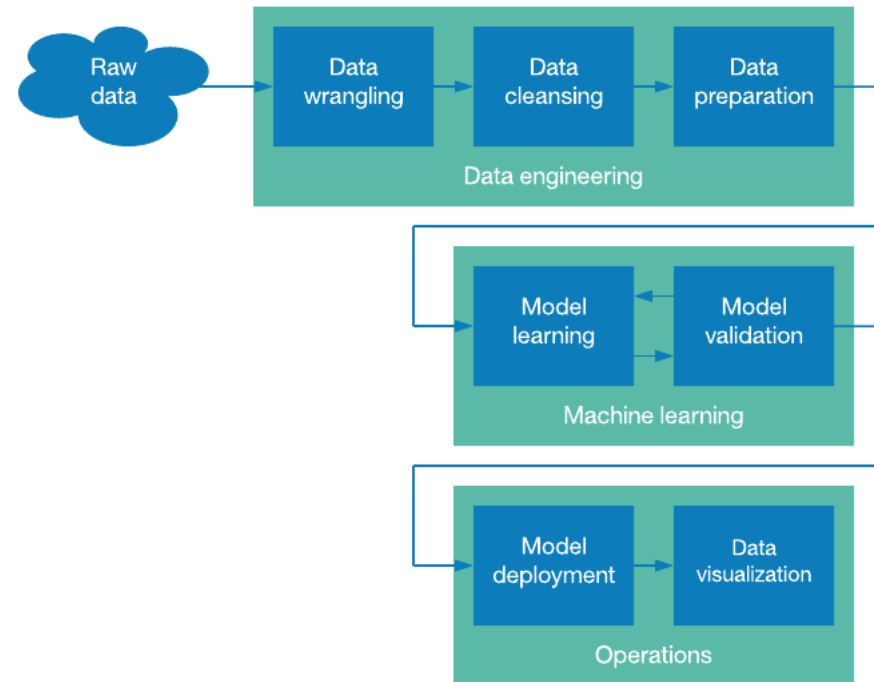 Raw
data
Data
wrangling
Data
cleansing
Data
preparation
Data engineering
Model
learning
Model
validation
Machine learning
Model
deployment
Data
visualization
Operations